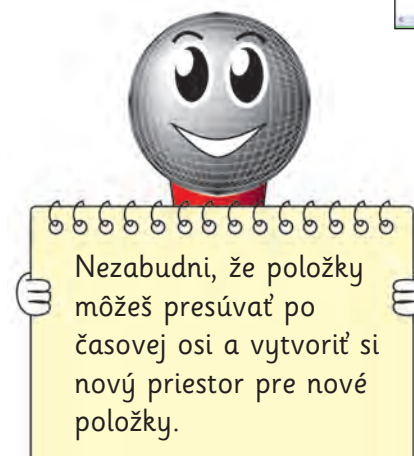 Nezabudni, že položky
môžeš presúvať po
časovej osi a vytvoriť si
nový priestor pre nové
položky.